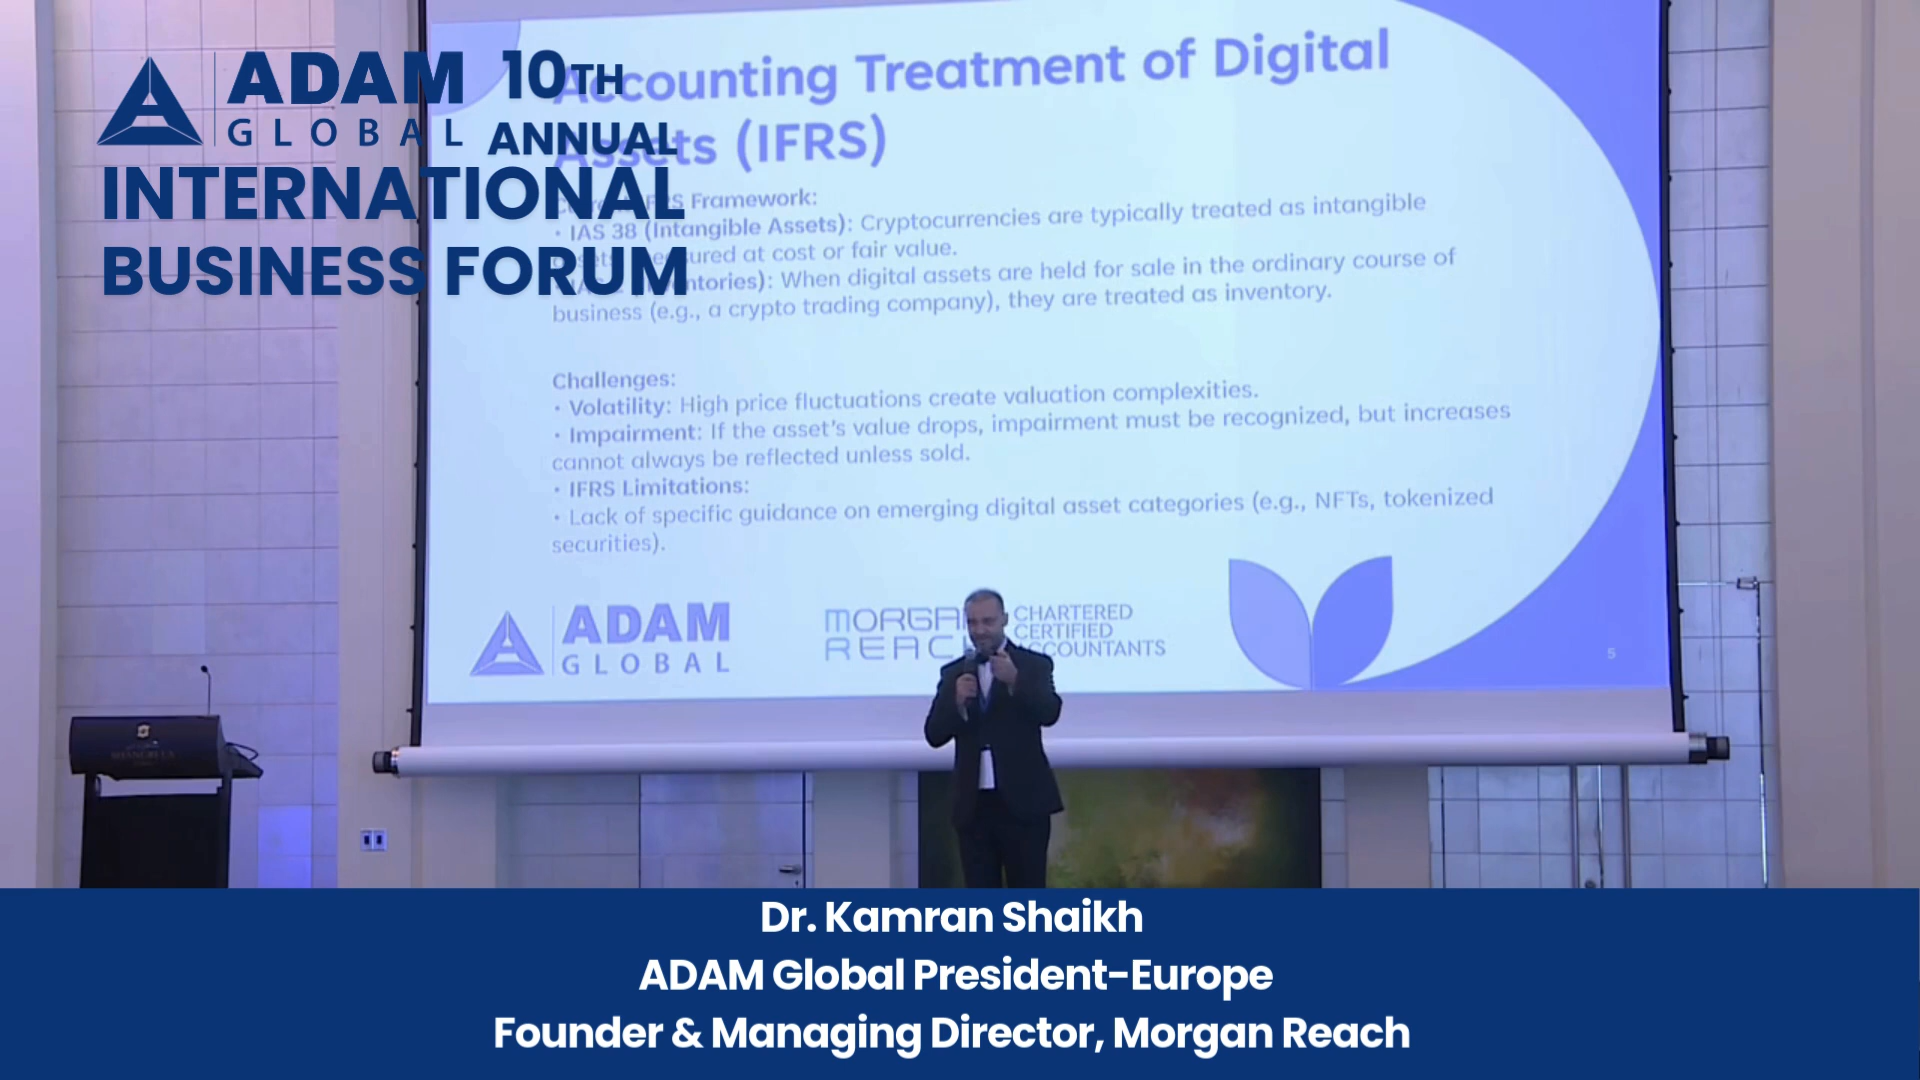 ADAM
GLOBAL
10TH
ANNUAL
INTERNATIONAL
BUSINESS FORUM
Accounting Treatment of Digital
Assets (IFRS)
Framework:
• IAS 38 (Intangible Assets): Cryptocurrencies are typically treated as intangible
measured at cost or fair value.
When digital assets are held for sale in the ordinary course of
business (e.g., a crypto trading company), they are treated as inventory.
Challenges:
• Volatility: High price fluctuations create valuation complexities.
• Impairment: If the asset's value drops, impairment must be recognized, but increases
cannot always be reflected unless sold.
• IFRS Limitations:
• Lack of specific guidance on emerging digital asset categories (e.g., NFTs, tokenized
securities).
ADAM
GLOBAL
CHARTERED
CERTIFIED
ACCOUNTANTS
5
Dr. Kamran Shaikh
ADAM Global President-Europe
Founder & Managing Director, Morgan Reach